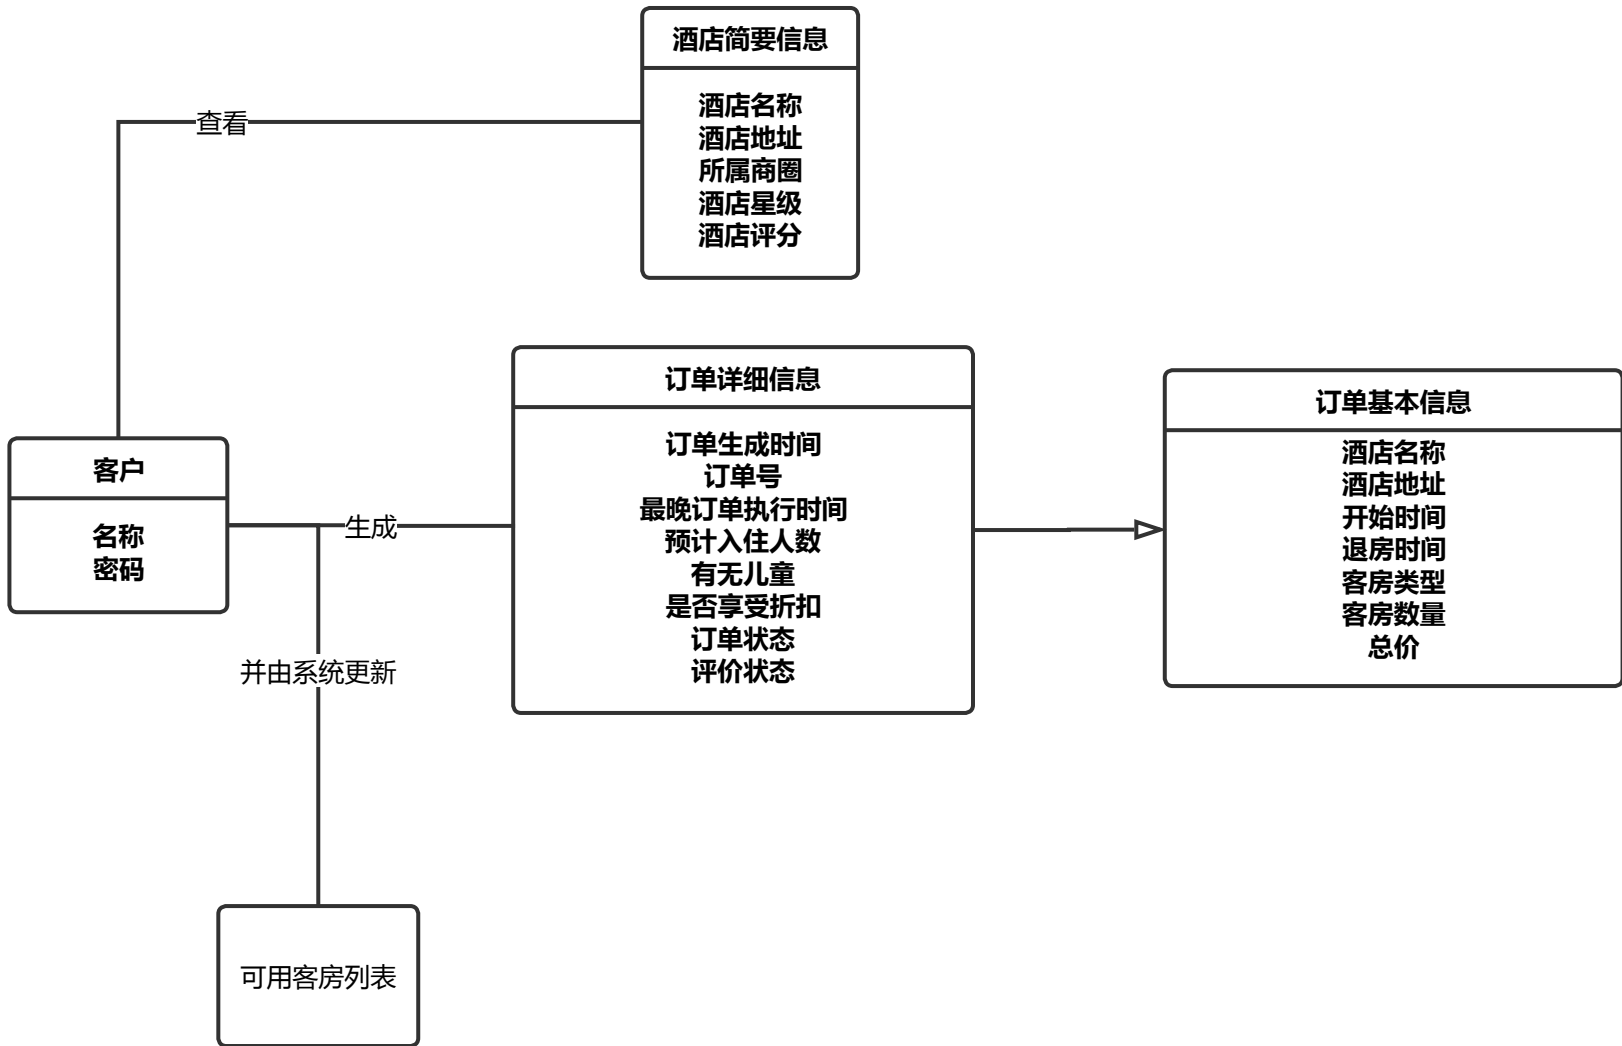 酒店简要信息
酒店名称
酒店地址
所属商圈
酒店星级
酒店评分
查看
客户
名称
密码
生成
并由系统更新
订单详细信息
订单生成时间
订单号
最晚订单执行时间
预计入住人数
有无儿童
是否享受折扣
订单状态
评价状态
订单基本信息
酒店名称
酒店地址
开始时间
退房时间
客房类型
客房数量
总价
可用客房列表